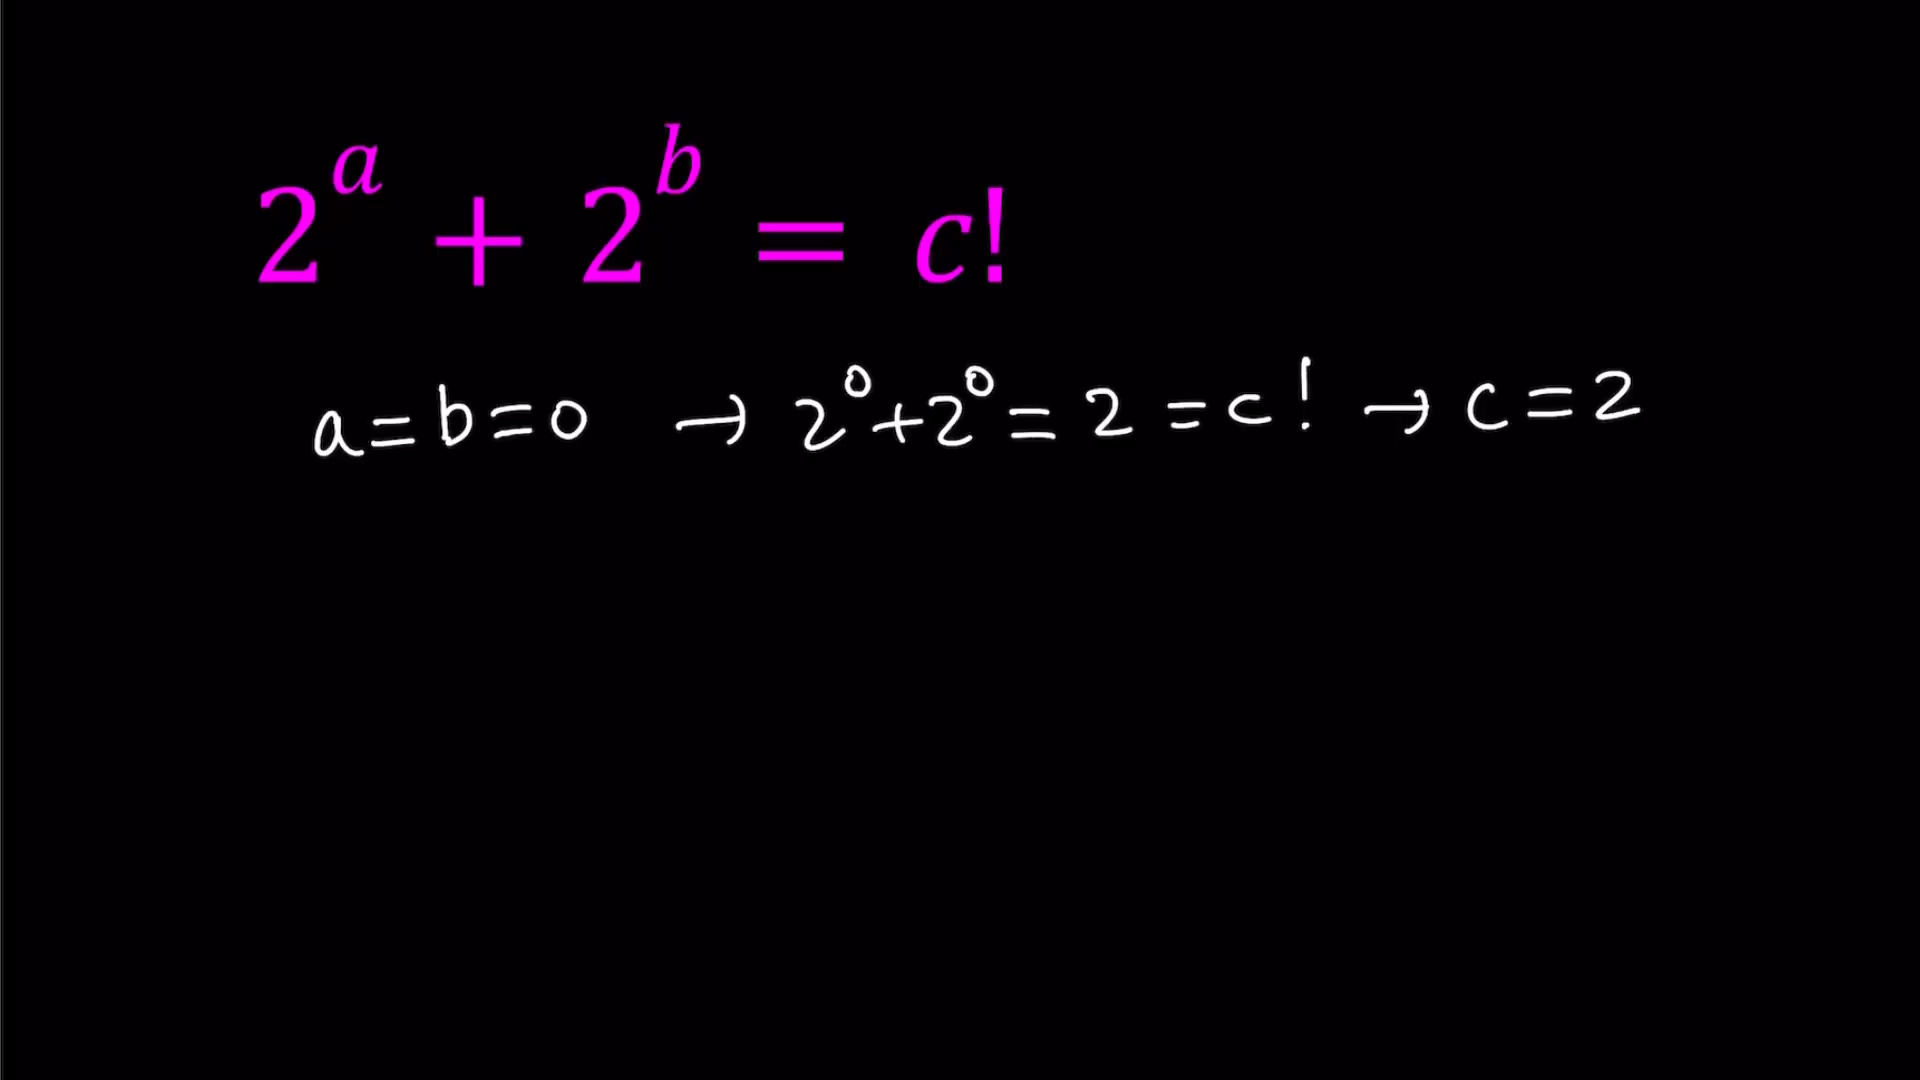 2^a + 2^b = c!
a=b=0 → 2^0+2^0=2=c! → c=2